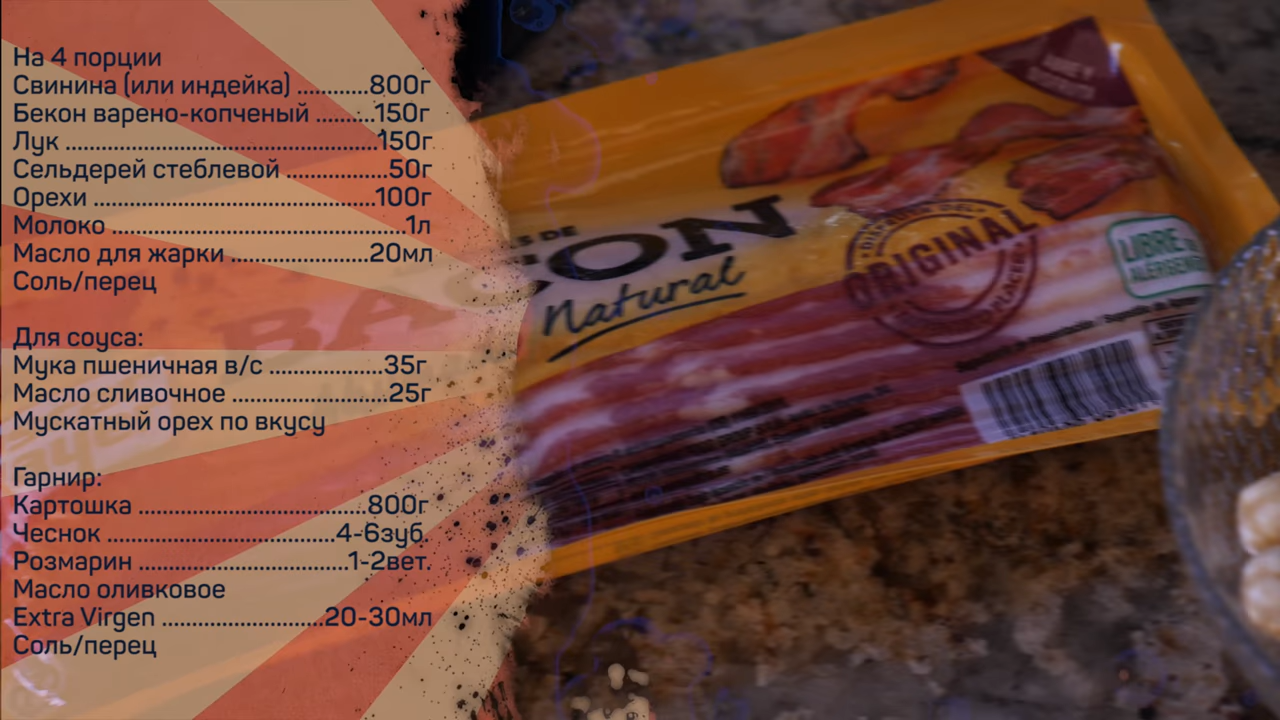 На 4 порции
Свинина (или индейка) ............800г
Бекон варено-копченый ..........150г
Лук .....................................................150г
Сельдерей стеблевой .................50г
Орехи ................................................100г
Молоко ...................................................1л
Масло для жарки .......................20мл
Соль/перец

Для соуса:
Мука пшеничная в/с ...................35г
Масло сливочное ..........................25г
Мускатный орех по вкусу

Гарнир:
Картошка .......................................800г
Чеснок ......................................4-6зуб.
Розмарин ...................................1-2вет.
Масло оливковое
Extra Virgen ...........................20-30мл
Соль/перец
BACON
Natural
ORIGINAL
LIBRE